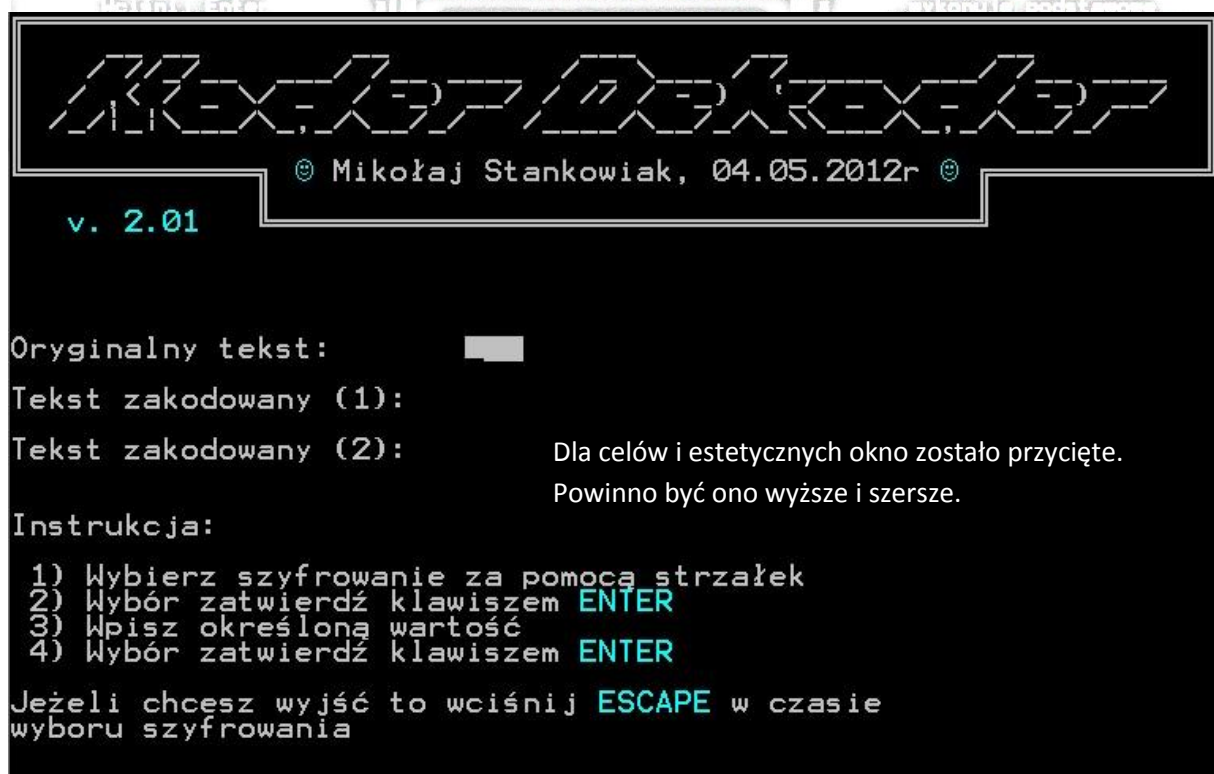 Koder Dekoder
☺ Mikołaj Stankowiak, 04.05.2012r ☺
v. 2.01
Oryginalny tekst:
Tekst zakodowany (1):
Tekst zakodowany (2):
Dla celów i estetycznych okno zostało przycięte.
Powinno być ono wyższe i szersze.
Instrukcja:
1) Wybierz szyfrowanie za pomocą strzałek
2) Wybór zatwierdź klawiszem ENTER
3) Wpisz określoną wartość
4) Wybór zatwierdź klawiszem ENTER
Jeżeli chcesz wyjść to wciśnij ESCAPE w czasie
wyboru szyfrowania